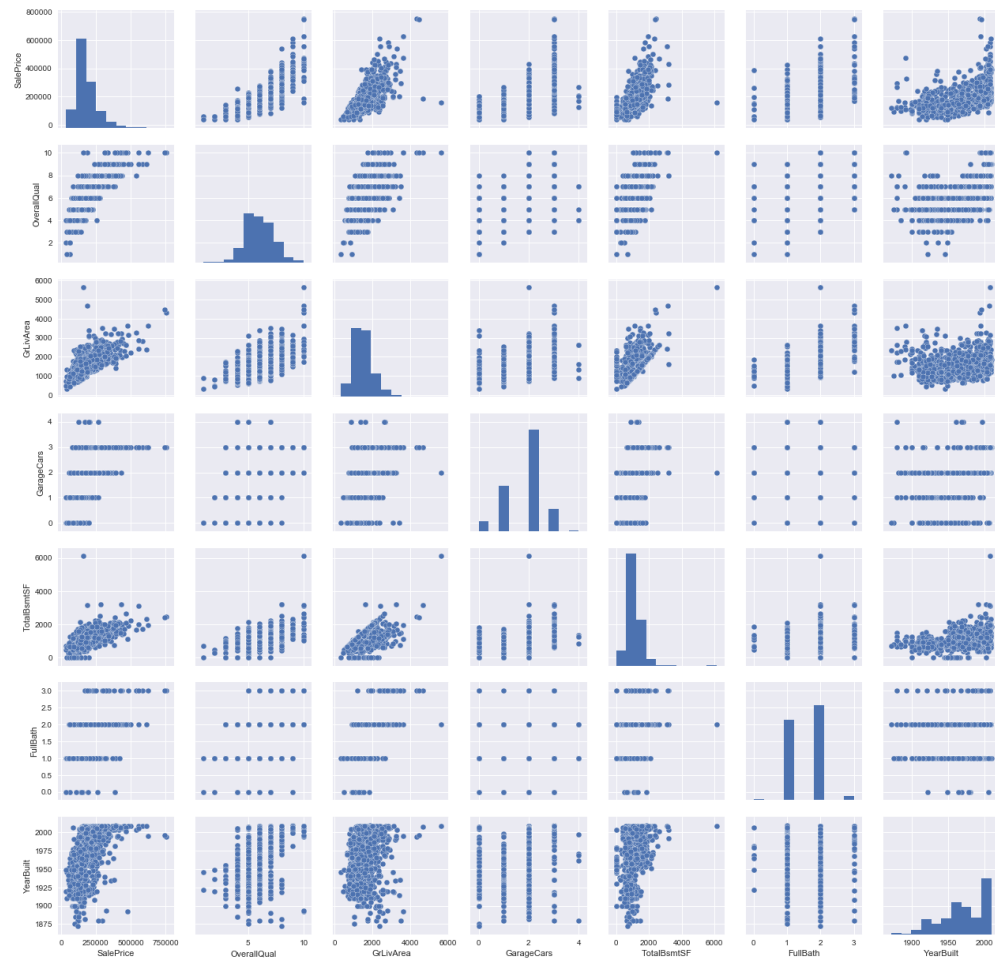 800000
600000
400000
200000
0
SalePrice
10
8
6
4
2
OverallQual
6000
5000
4000
3000
2000
1000
0
GrLivArea
4
3
2
1
0
GarageCars
6000
4000
2000
0
TotalBsmtSF
3.0
2.5
2.0
1.5
1.0
0.5
0.0
FullBath
2000
1975
1950
1925
1900
1875
YearBuilt
0 250000 500000 750000
SalePrice
5 10
OverallQual
0 2000 4000 6000
GrLivArea
0 2 4
GarageCars
0 2000 4000 6000
TotalBsmtSF
0 1 2 3
FullBath
1900 1950 2000
YearBuilt